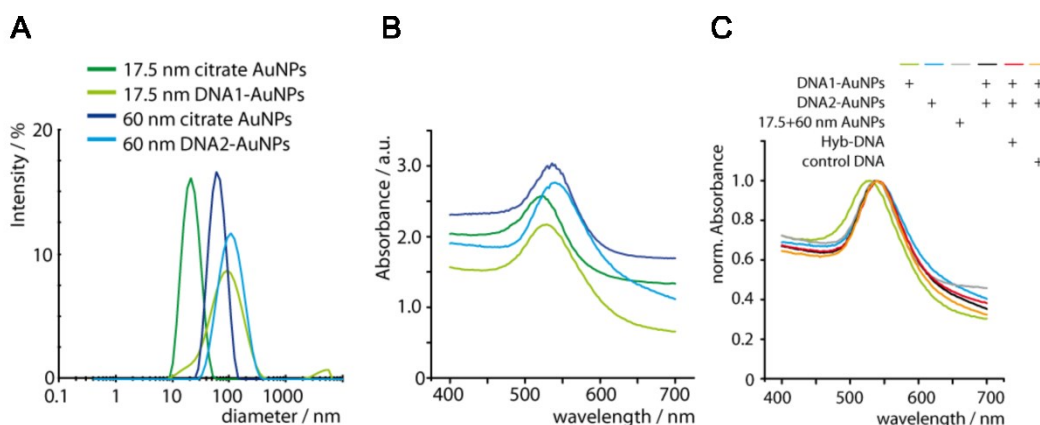 A
17.5 nm citrate AuNPs
17.5 nm DNA1-AuNPs
60 nm citrate AuNPs
60 nm DNA2-AuNPs
Intensity / %
20
10
0
0.1 1 10 100 1000
diameter / nm
B
Absorbance / a.u.
3.0
2.0
1.0
0.0
400 500 600 700
wavelength / nm
C
DNA1-AuNPs + + + +
DNA2-AuNPs + + + +
17.5+60 nm AuNPs +
Hyb-DNA +
control DNA +
norm. Absorbance
1.0
0.8
0.6
0.4
0.2
0
400 500 600 700
wavelength / nm